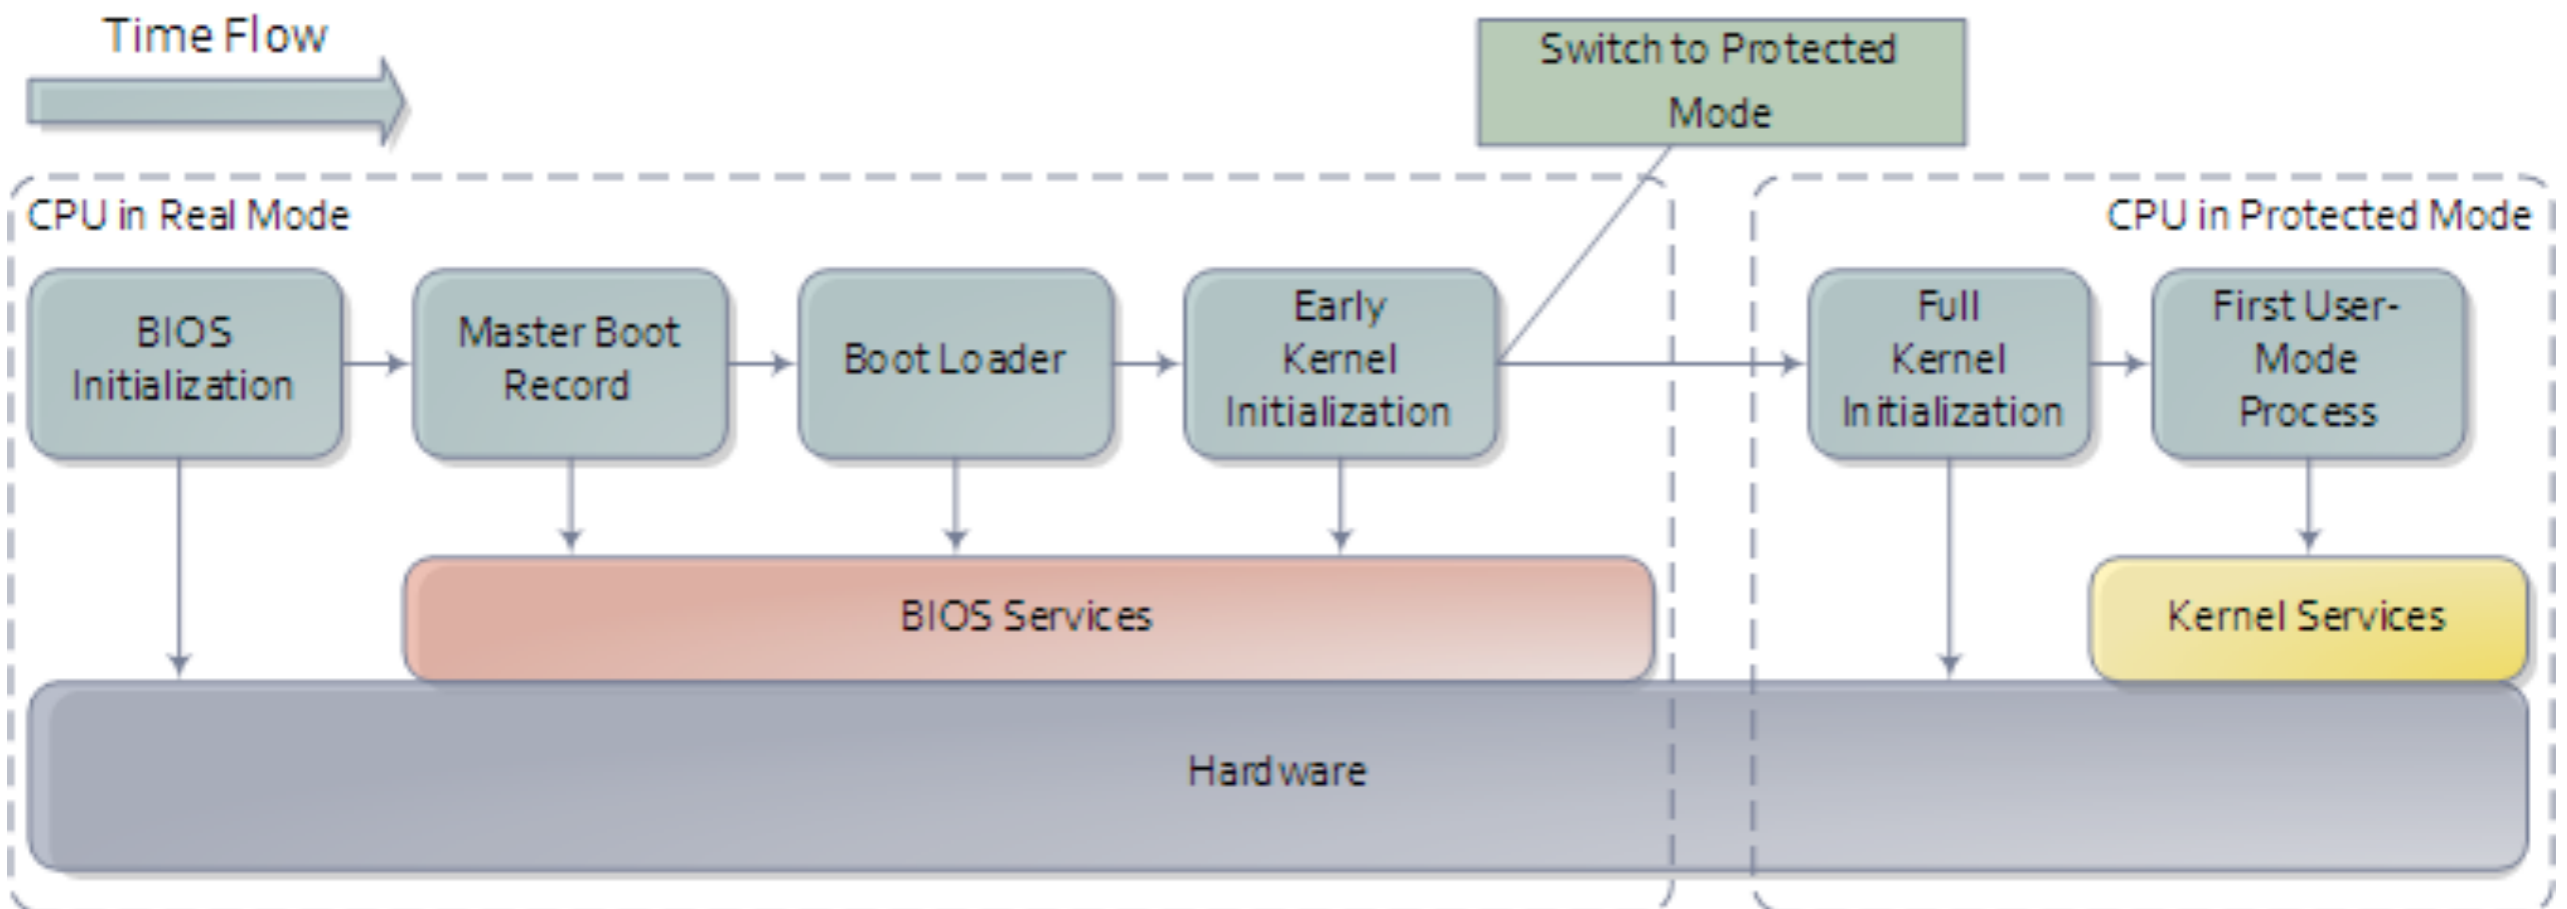 Time Flow
Switch to Protected
Mode
CPU in Real Mode
CPU in Protected Mode
BIOS
Initialization
Master Boot
Record
Boot Loader
Early
Kernel
Initialization
Full
Kernel
Initialization
First User-
Mode
Process
BIOS Services
Kernel Services
Hardware